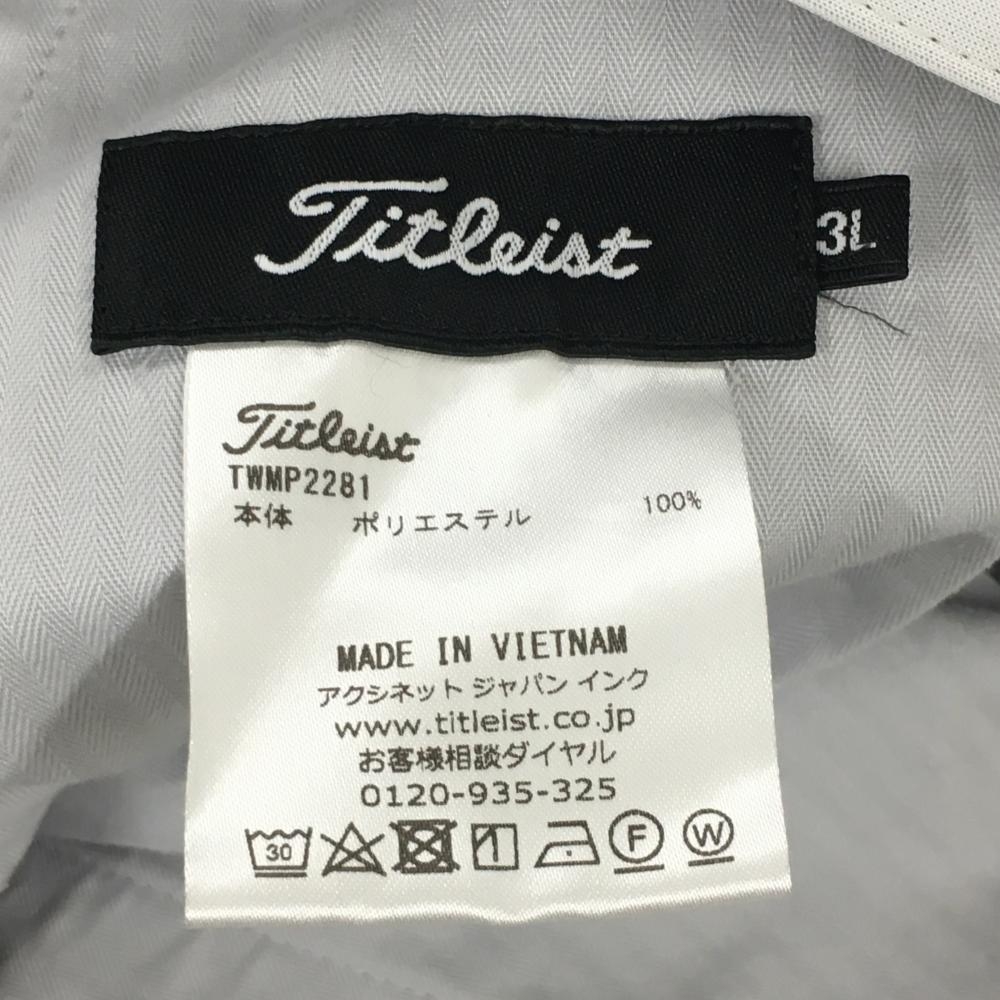 Titleist
3L
Titleist
TWMP2281
本体 ポリエステル 100%
MADE IN VIETNAM
アクシネット ジャパン インク
www.titleist.co.jp
お客様相談ダイヤル
0120-935-325
30 F W